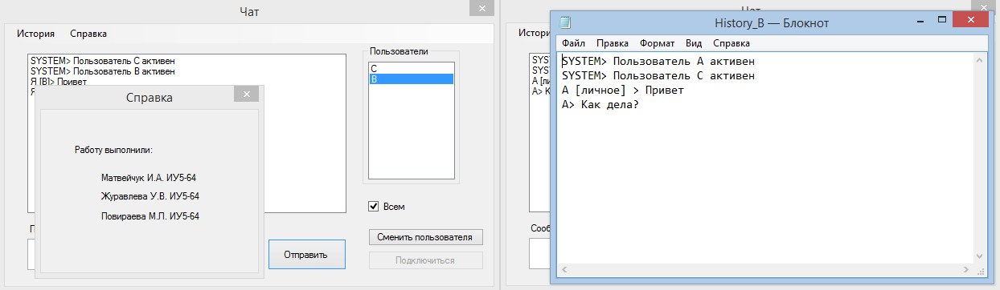 Чат
История Справка
SYSTEM> Пользователь C активен
SYSTEM> Пользователь B активен
Я [B]> Привет
Я
Пользователи
C
B
Справка
Работу выполнили:
Матвейчук И.А. ИУ5-64
Журавлева У.В. ИУ5-64
Повираева М.Л. ИУ5-64
Всем
Сменить пользователя
Отправить
Подключиться
History_B — Блокнот
Файл Правка Формат Вид Справка
SYSTEM> Пользователь A активен
SYSTEM> Пользователь C активен
A [личное] > Привет
A> Как дела?